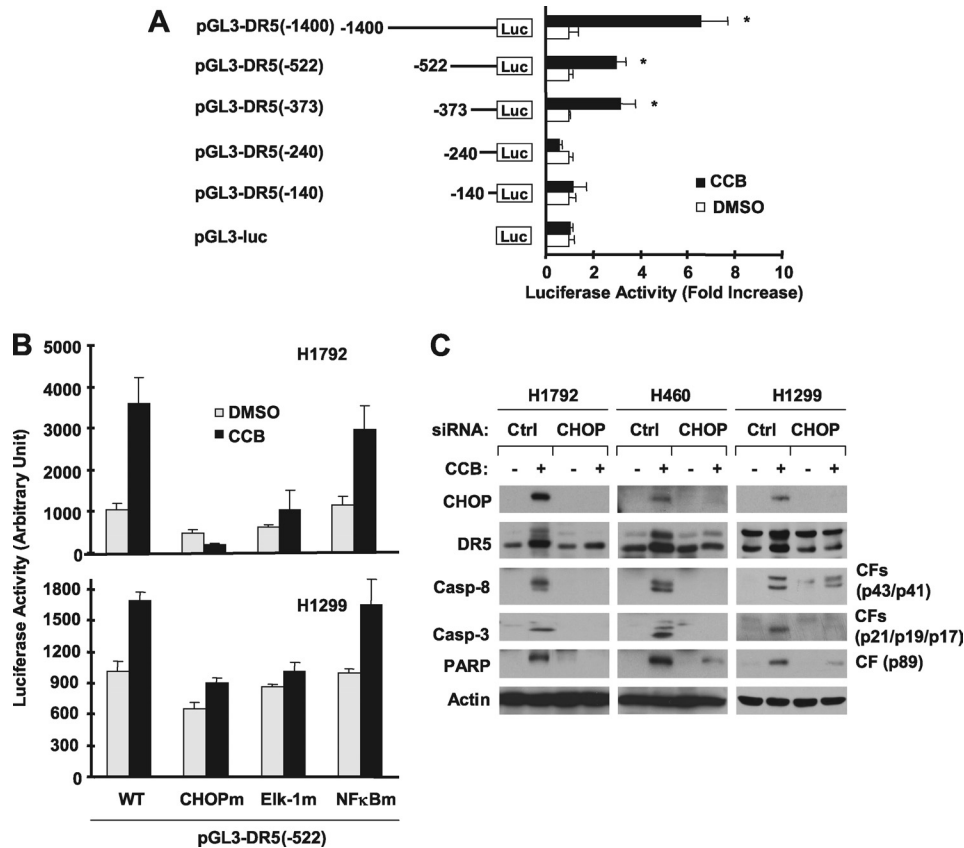 A
pGL3-DR5(-1400) -1400 Luc *
pGL3-DR5(-522) -522 Luc *
pGL3-DR5(-373) -373 Luc *
pGL3-DR5(-240) -240 Luc
pGL3-DR5(-140) -140 Luc
pGL3-luc Luc
CCB
DMSO
0 2 4 6 8 10
Luciferase Activity (Fold Increase)
B
Luciferase Activity (Arbitrary Unit)
H1792
5000
4000
3000
2000
1000
0
DMSO
CCB
H1299
1800
1500
1200
900
600
300
0
WT CHOPm Elk-1m NFκBm
pGL3-DR5(-522)
C
H1792 H460 H1299
siRNA: Ctrl CHOP Ctrl CHOP Ctrl CHOP
CCB: - + - + - + - + - + - +
CHOP
DR5
Casp-8 CFs (p43/p41)
Casp-3 CFs (p21/p19/p17)
PARP CF (p89)
Actin